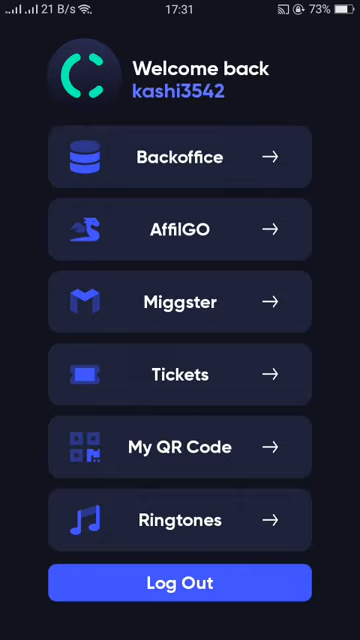 21 B/s 17:31 73%
Welcome back
kashi3542
Backoffice
AffilGO
Miggster
Tickets
My QR Code
Ringtones
Log Out